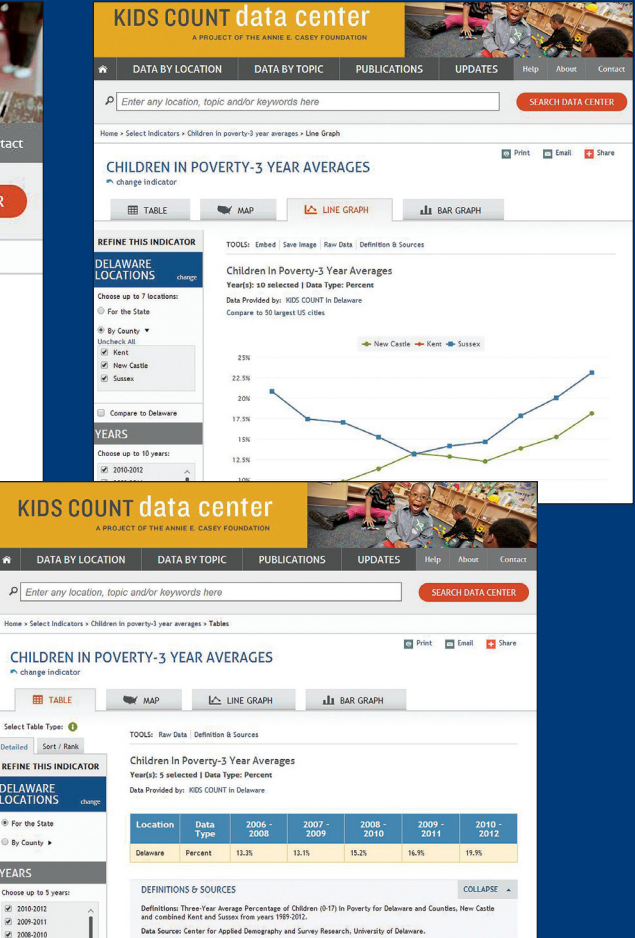 tact
R
KIDS COUNT data center
A PROJECT OF THE ANNIE E. CASEY FOUNDATION
DATA BY LOCATION DATA BY TOPIC PUBLICATIONS UPDATES Help About Contact
Enter any location, topic and/or keywords here SEARCH DATA CENTER
Home > Select Indicators > Children in poverty-3 year averages > Line Graph
Print Email Share
CHILDREN IN POVERTY-3 YEAR AVERAGES
change indicator
TABLE MAP LINE GRAPH BAR GRAPH
REFINE THIS INDICATOR
DELAWARE LOCATIONS change
Choose up to 7 locations:
For the State
By County
Uncheck All
Kent
New Castle
Sussex
Compare to Delaware
YEARS
Choose up to 10 years:
2010-2012
TOOLS: Embed Save Image Raw Data Definition & Sources
Children In Poverty-3 Year Averages
Year(s): 10 selected | Data Type: Percent
Data Provided by: KIDS COUNT in Delaware
Compare to 50 largest US cities
New Castle Kent Sussex
25%
22.5%
20%
17.5%
15%
12.5%
10%
KIDS COUNT data center
A PROJECT OF THE ANNIE E. CASEY FOUNDATION
DATA BY LOCATION DATA BY TOPIC PUBLICATIONS UPDATES Help About Contact
Enter any location, topic and/or keywords here SEARCH DATA CENTER
Home > Select Indicators > Children in poverty-3 year averages > Tables
Print Email Share
CHILDREN IN POVERTY-3 YEAR AVERAGES
change indicator
TABLE MAP LINE GRAPH BAR GRAPH
Select Table Type:
Detailed Sort / Rank
REFINE THIS INDICATOR
DELAWARE LOCATIONS change
For the State
By County
YEARS
Choose up to 5 years:
2010-2012
2009-2011
2008-2010
TOOLS: Raw Data Definition & Sources
Children In Poverty-3 Year Averages
Year(s): 5 selected | Data Type: Percent
Data Provided by: KIDS COUNT in Delaware
Location Data Type 2006 - 2008 2007 - 2009 2008 - 2010 2009 - 2011 2010 - 2012
Delaware Percent 13.3% 13.1% 15.2% 16.9% 19.9%
DEFINITIONS & SOURCES COLLAPSE
Definitions: Three-Year Average Percentage of Children (0-17) in Poverty for Delaware and Counties, New Castle
and combined Kent and Sussex from years 1989-2012.
Data Source: Center for Applied Demography and Survey Research, University of Delaware.